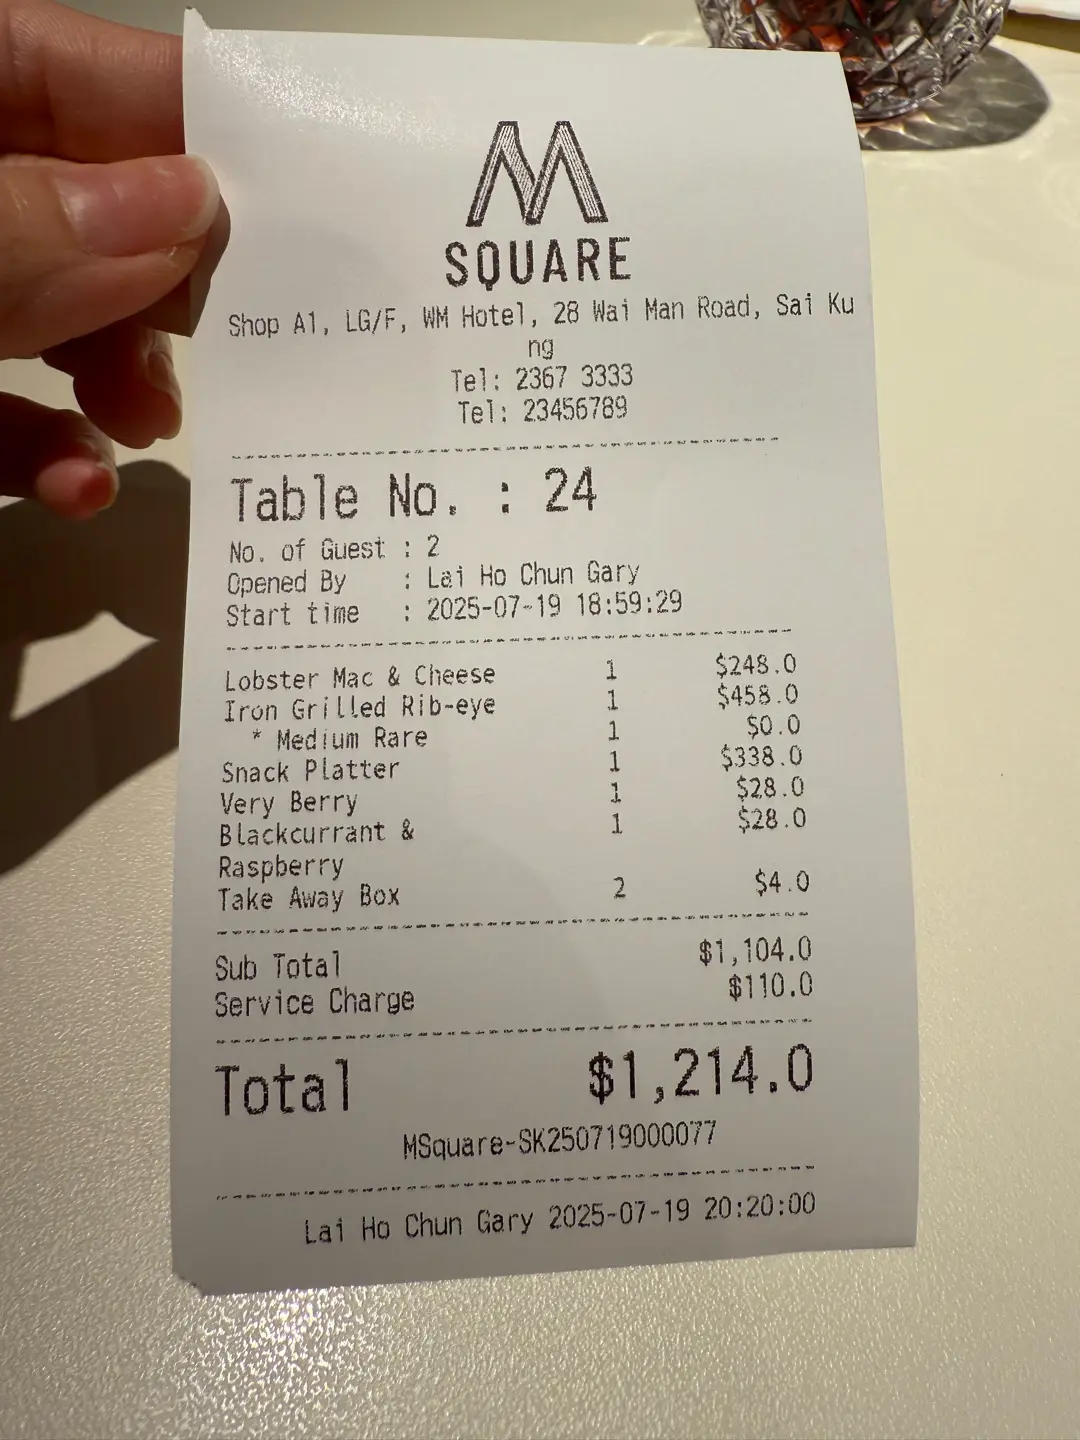 M
SQUARE
Shop A1, LG/F, WM Hotel, 28 Wai Man Road, Sai Ku
ng
Tel: 2367 3333
Tel: 23456789
Table No. : 24
No. of Guest : 2
Opened By : Lai Ho Chun Gary
Start time : 2025-07-19 18:59:29
Lobster Mac & Cheese 1 $248.0
Iron Grilled Rib-eye 1 $458.0
* Medium Rare 1 $0.0
Snack Platter 1 $338.0
Very Berry 1 $28.0
Blackcurrant & 1 $28.0
Raspberry
Take Away Box 2 $4.0
Sub Total $1,104.0
Service Charge $110.0
Total $1,214.0
MSquare-SK250719000077
Lai Ho Chun Gary 2025-07-19 20:20:00